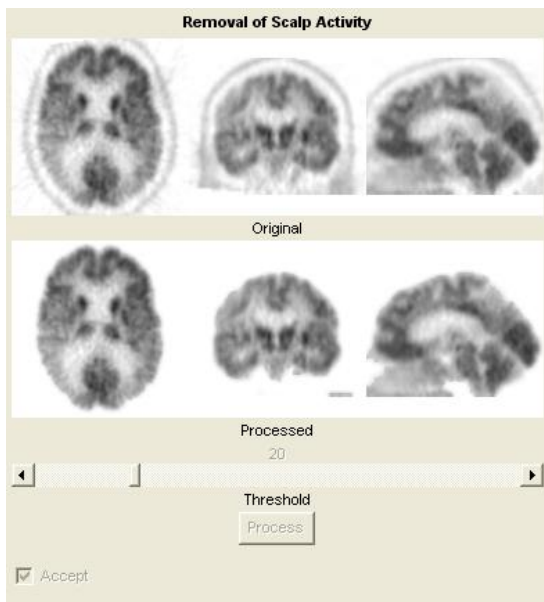 Removal of Scalp Activity
Original
Processed
20
Threshold
Process
Accept